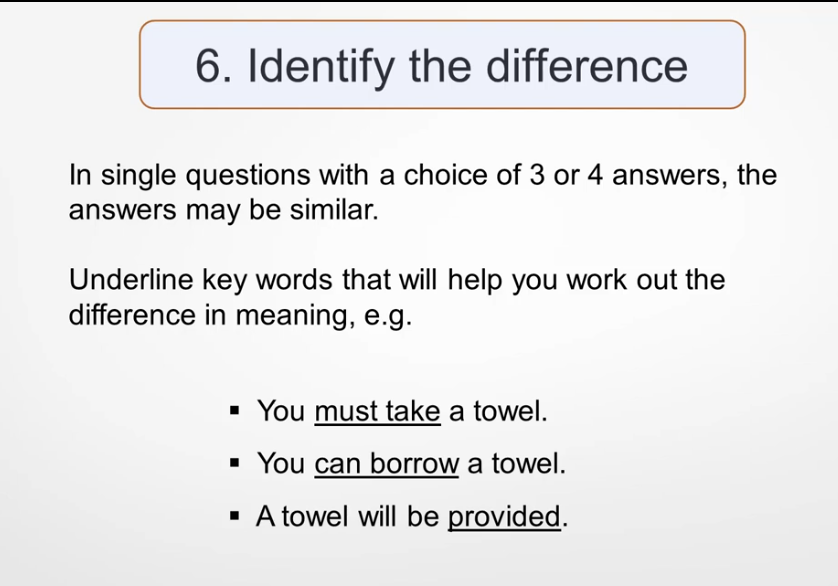 6. Identify the difference
In single questions with a choice of 3 or 4 answers, the
answers may be similar.
Underline key words that will help you work out the
difference in meaning, e.g.
▪ You must take a towel.
▪ You can borrow a towel.
▪ A towel will be provided.